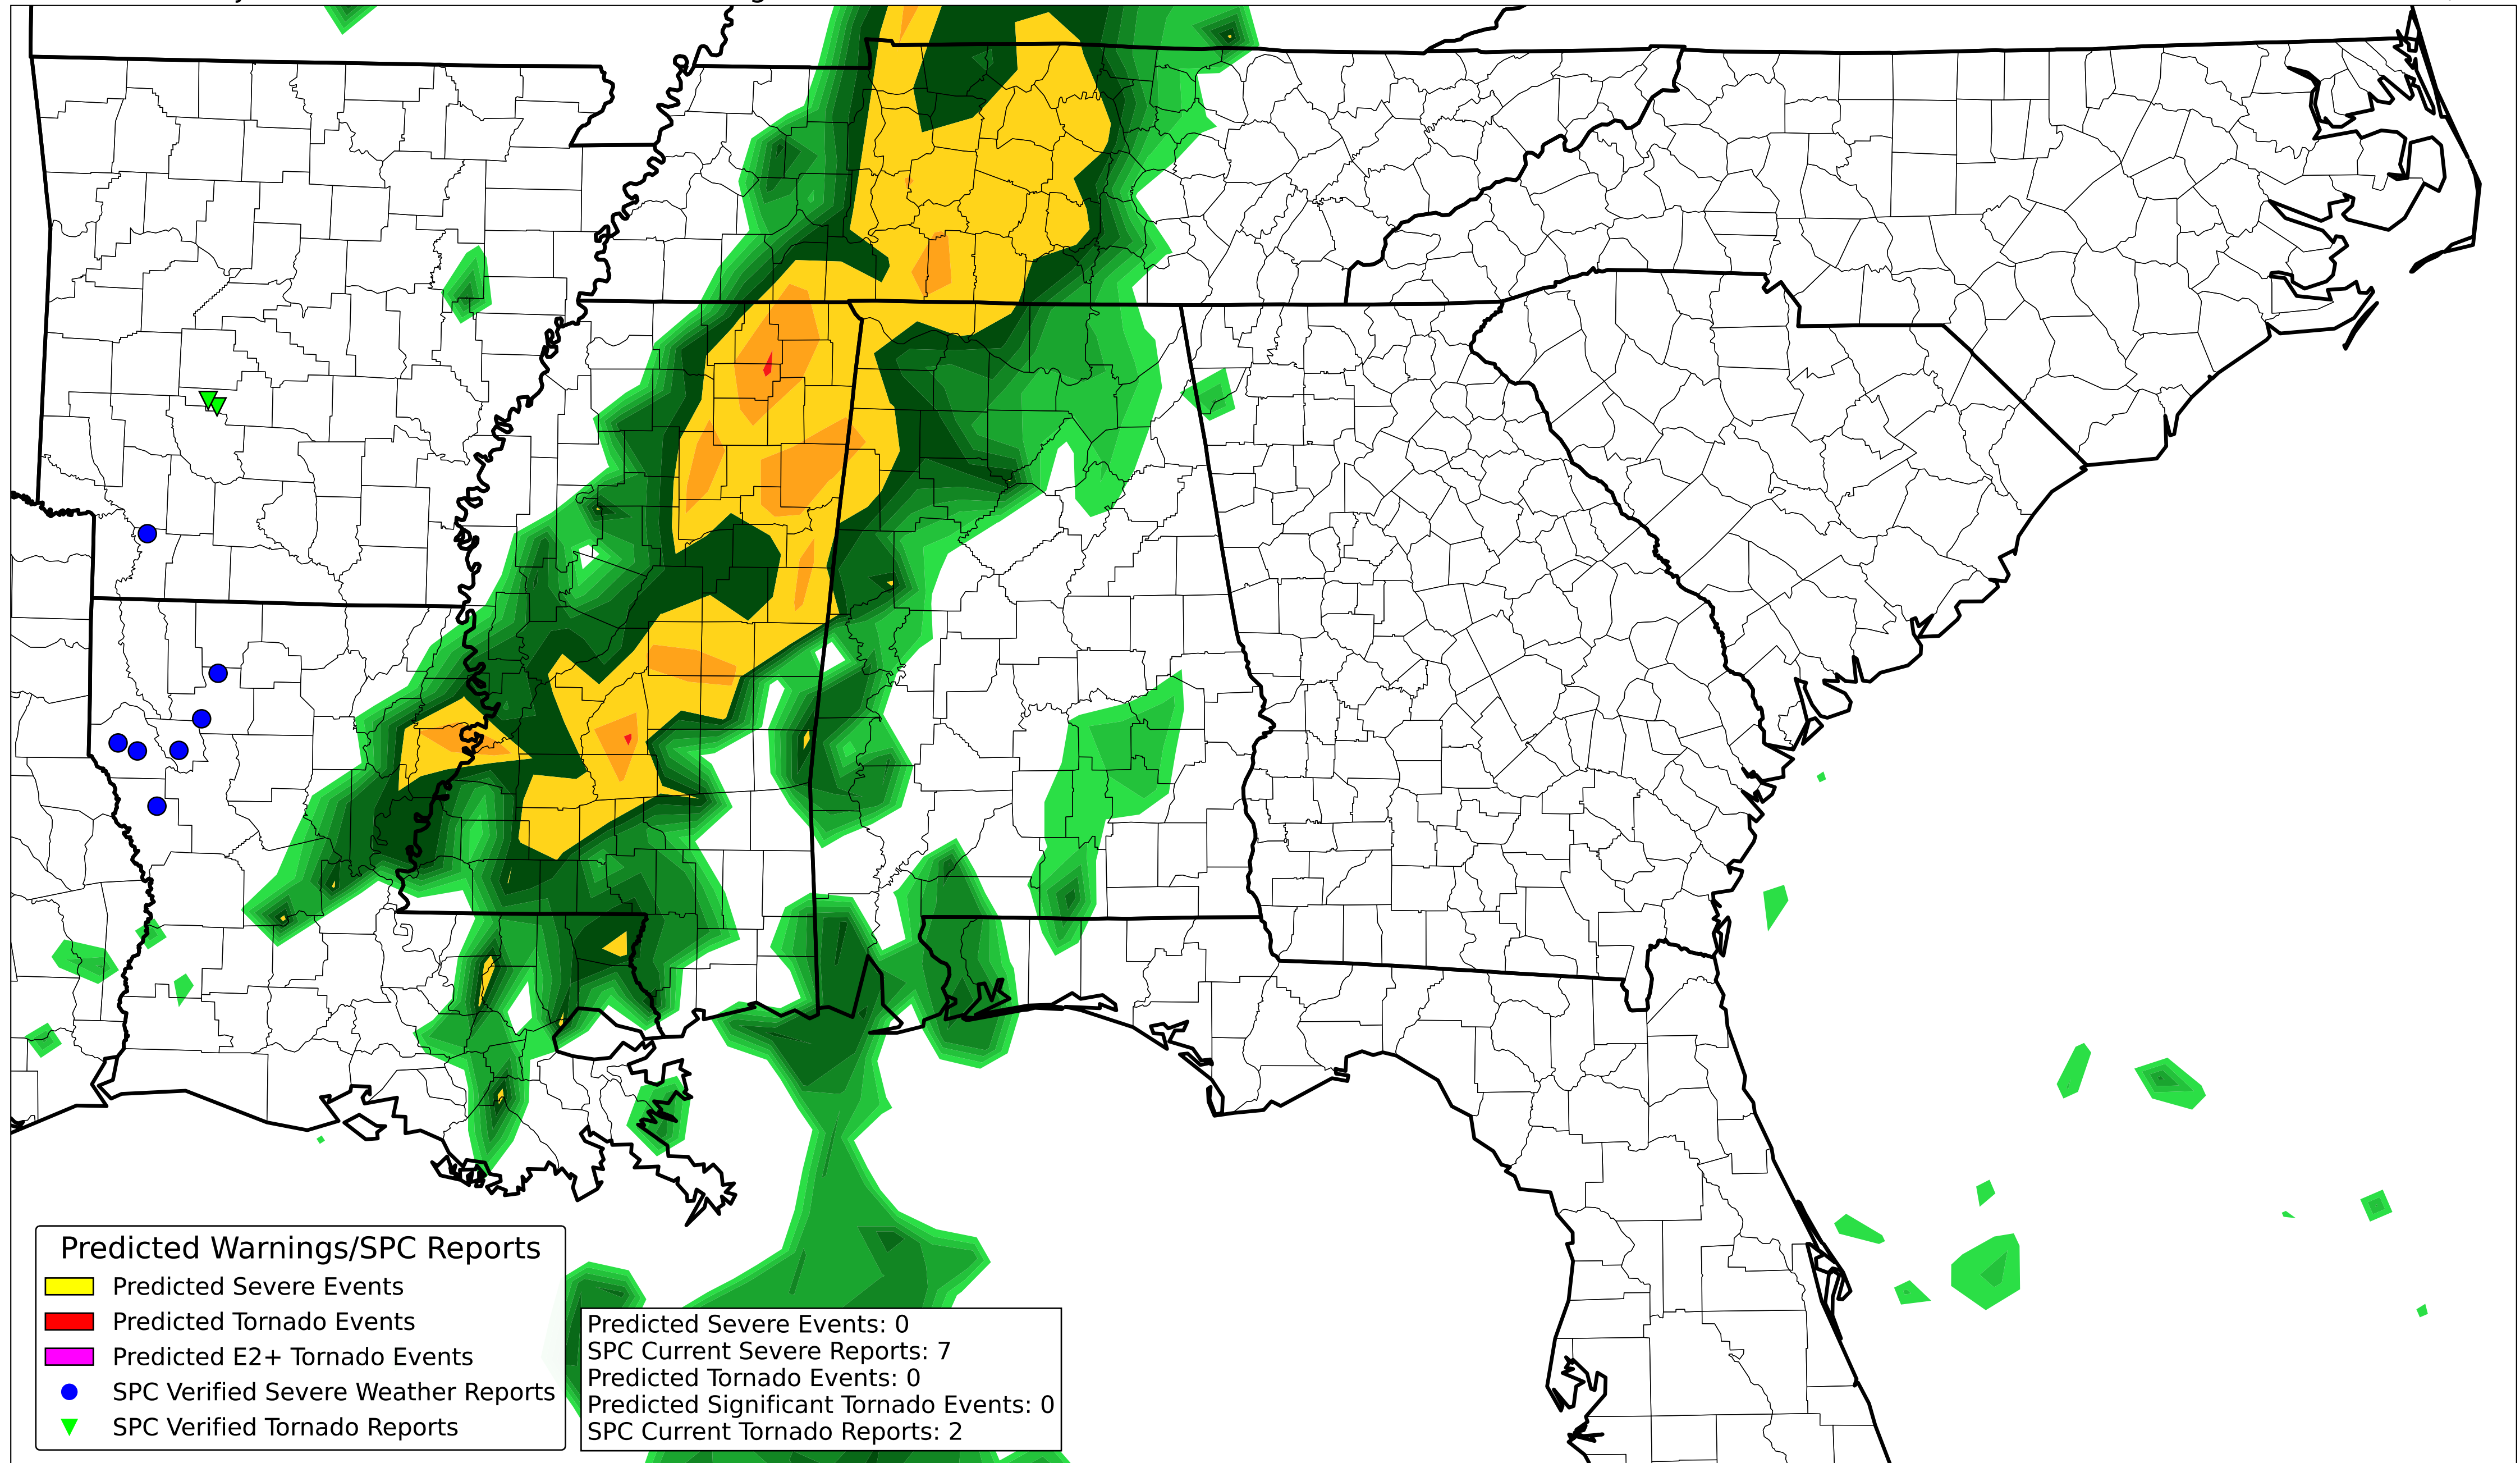 Predicted Warnings/SPC Reports
Predicted Severe Events
Predicted Tornado Events
Predicted E2+ Tornado Events
SPC Verified Severe Weather Reports
SPC Verified Tornado Reports
Predicted Severe Events: 0
SPC Current Severe Reports: 7
Predicted Tornado Events: 0
Predicted Significant Tornado Events: 0
SPC Current Tornado Reports: 2